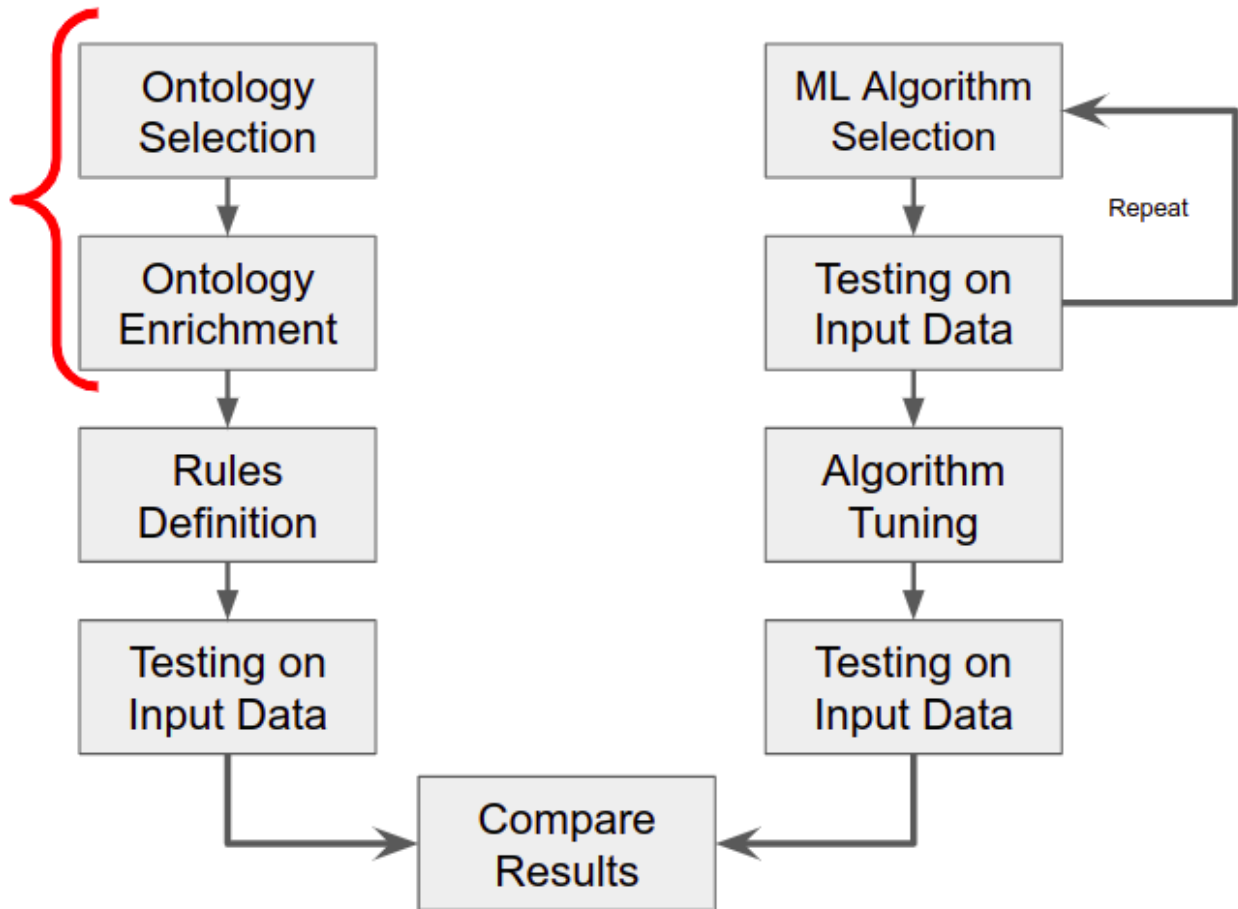 Ontology
Selection
Ontology
Enrichment
Rules
Definition
Testing on
Input Data
ML Algorithm
Selection
Repeat
Testing on
Input Data
Algorithm
Tuning
Testing on
Input Data
Compare
Results